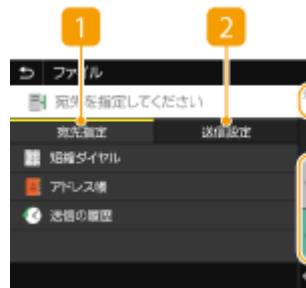 1 2
ファイル
宛先を指定してください
宛先指定 送信設定
短縮ダイヤル
アドレス帳
送信の履歴